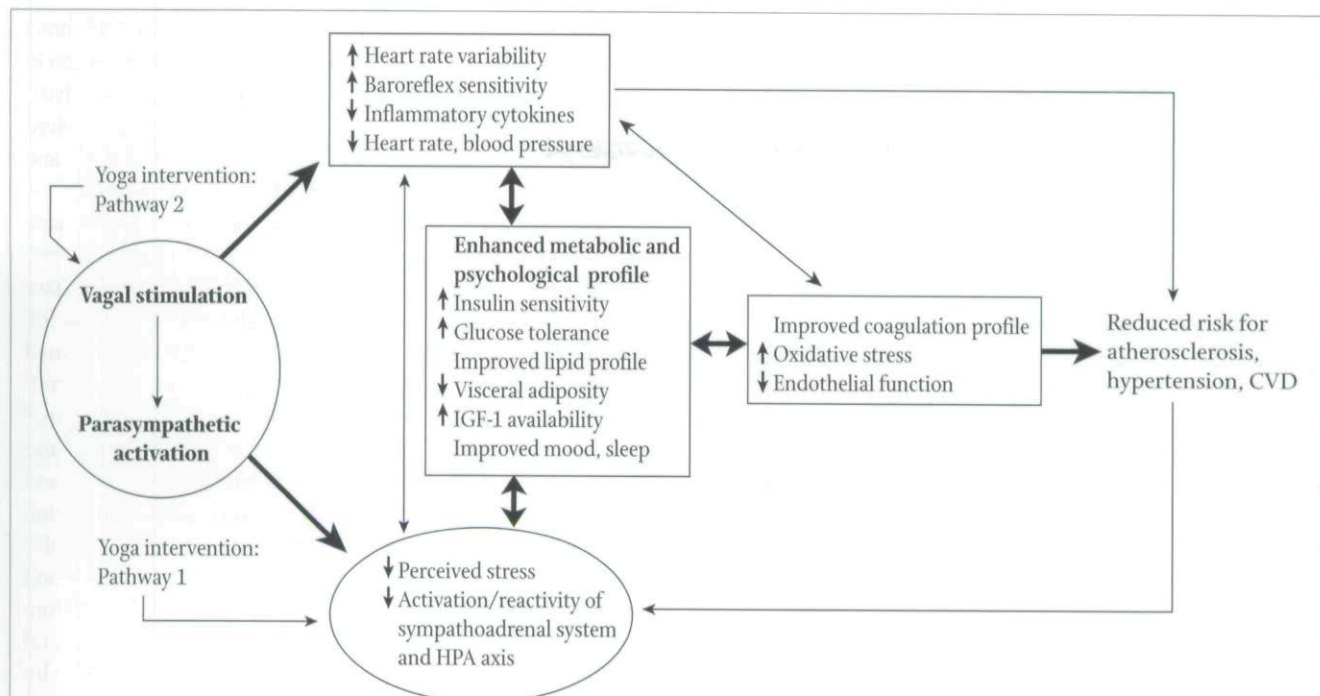 ↑ Heart rate variability
↑ Baroreflex sensitivity
↓ Inflammatory cytokines
↓ Heart rate, blood pressure
Yoga intervention:
Pathway 2
Vagal stimulation
Parasympathetic
activation
Yoga intervention:
Pathway 1
Enhanced metabolic and
psychological profile
↑ Insulin sensitivity
↑ Glucose tolerance
Improved lipid profile
↓ Visceral adiposity
↑ IGF-1 availability
Improved mood, sleep
Improved coagulation profile
↑ Oxidative stress
↓ Endothelial function
Reduced risk for
atherosclerosis,
hypertension, CVD
↓ Perceived stress
↓ Activation/reactivity of
sympathoadrenal system
and HPA axis